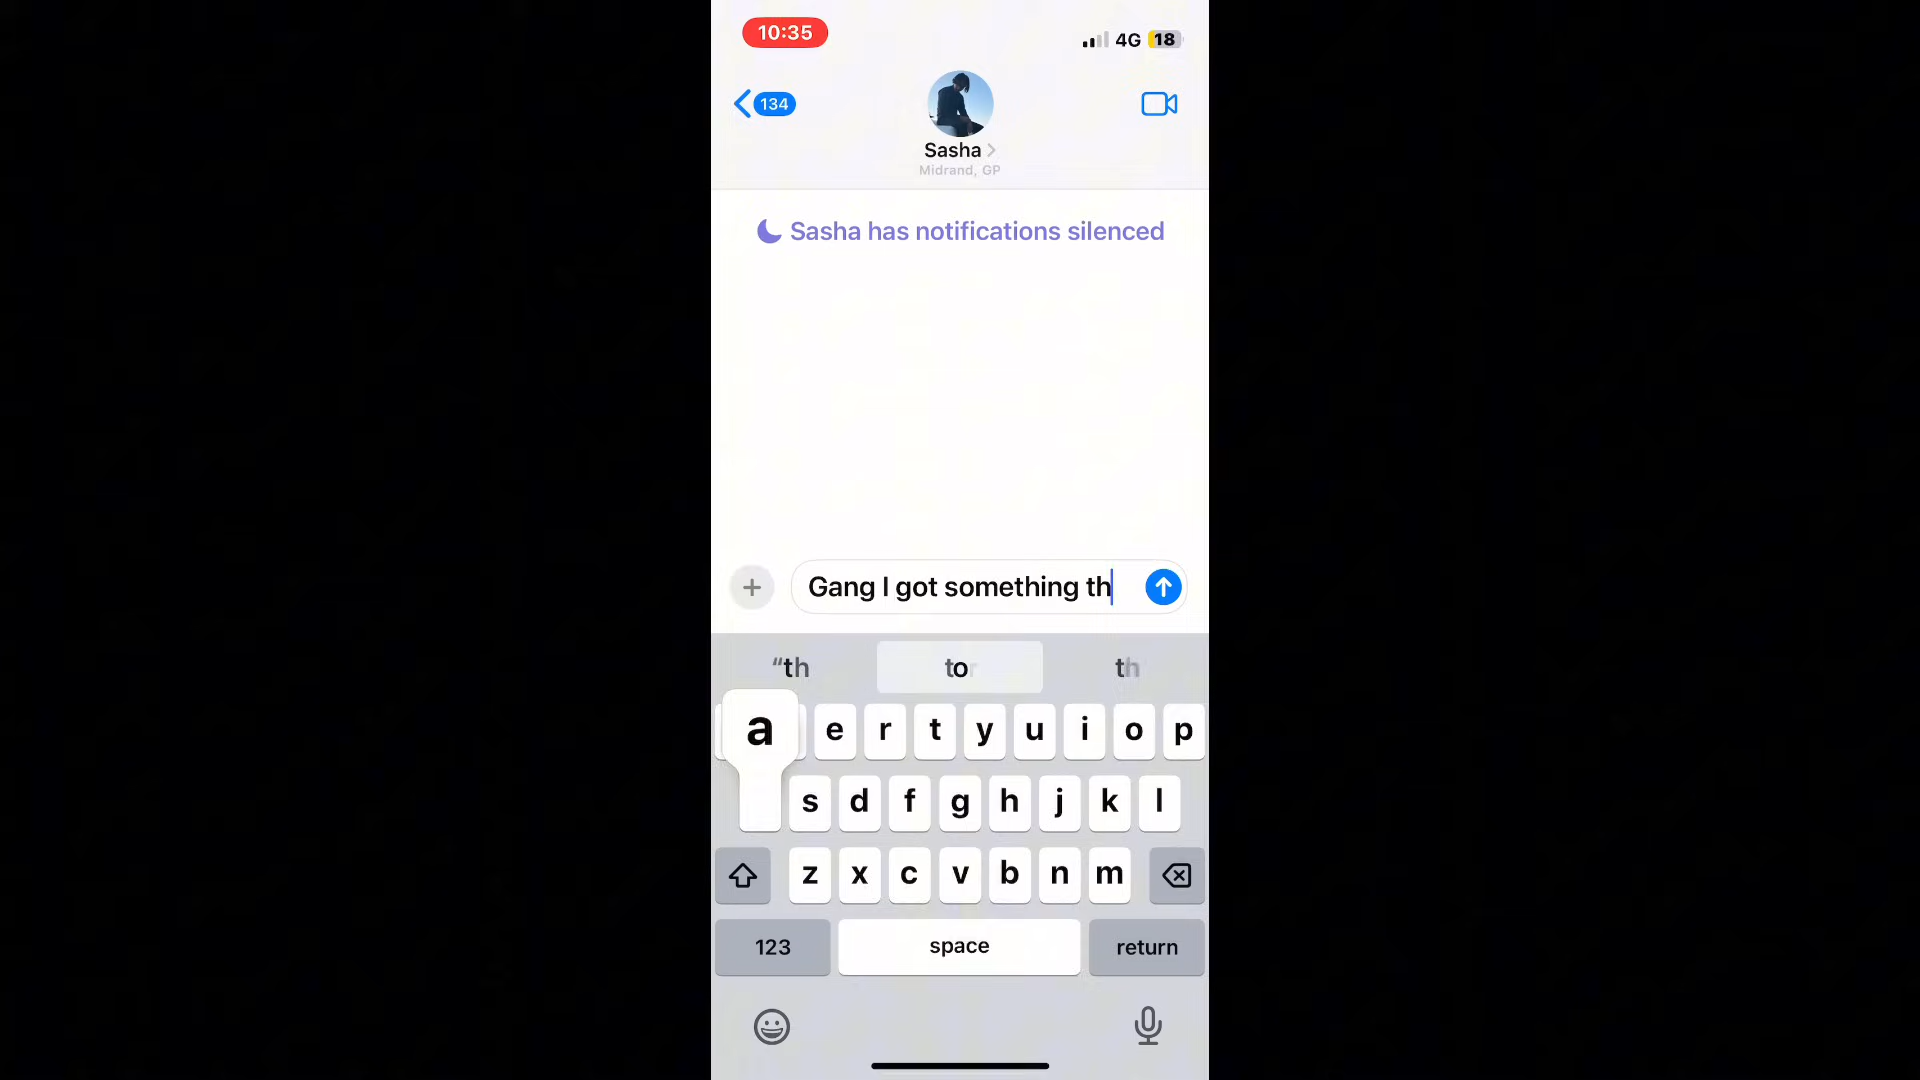 10:35
4G 18
134
Sasha
Midrand, GP
Sasha has notifications silenced
Gang I got something th
“th to th
a e r t y u i o p
s d f g h j k l
z x c v b n m
123 space return